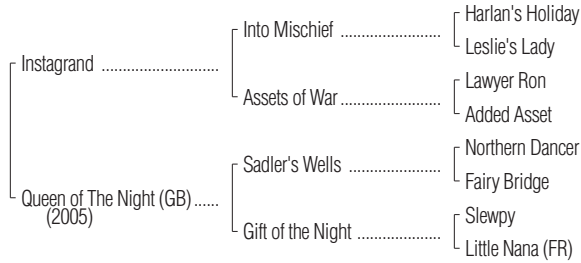 Harlan's Holiday
Into Mischief ....................
Leslie's Lady
Instagrand ........................
Lawyer Ron
Assets of War....................
Added Asset
Northern Dancer
Sadler's Wells ....................
Fairy Bridge
Queen of The Night (GB) ......
(2005)
Slewpy
Gift of the Night ..................
Little Nana (FR)